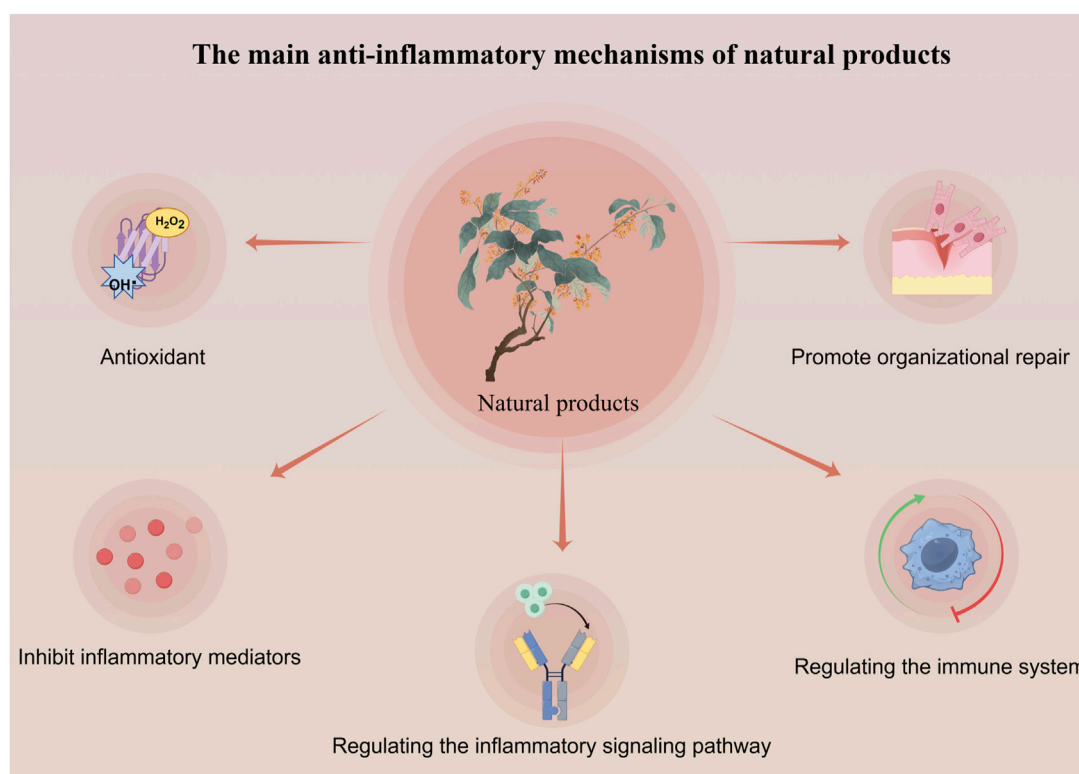 The main anti-inflammatory mechanisms of natural products
H₂O₂
OH•
Antioxidant
Promote organizational repair
Natural products
Inhibit inflammatory mediators
Regulating the immune system
Regulating the inflammatory signaling pathway